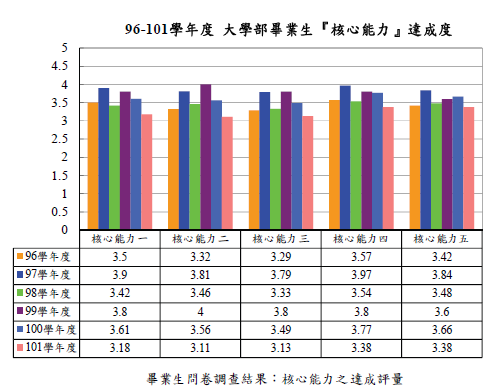 96-101學年度 大學部畢業生『核心能力』達成度
5
4.5
4
3.5
3
2.5
2
1.5
1
0.5
0
核心能力一 核心能力二 核心能力三 核心能力四 核心能力五
96學年度 3.5 3.32 3.29 3.57 3.42
97學年度 3.9 3.81 3.79 3.97 3.84
98學年度 3.42 3.46 3.33 3.54 3.48
99學年度 3.8 4 3.8 3.8 3.6
100學年度 3.61 3.56 3.49 3.77 3.66
101學年度 3.18 3.11 3.13 3.38 3.38
畢業生問卷調查結果：核心能力之達成評量